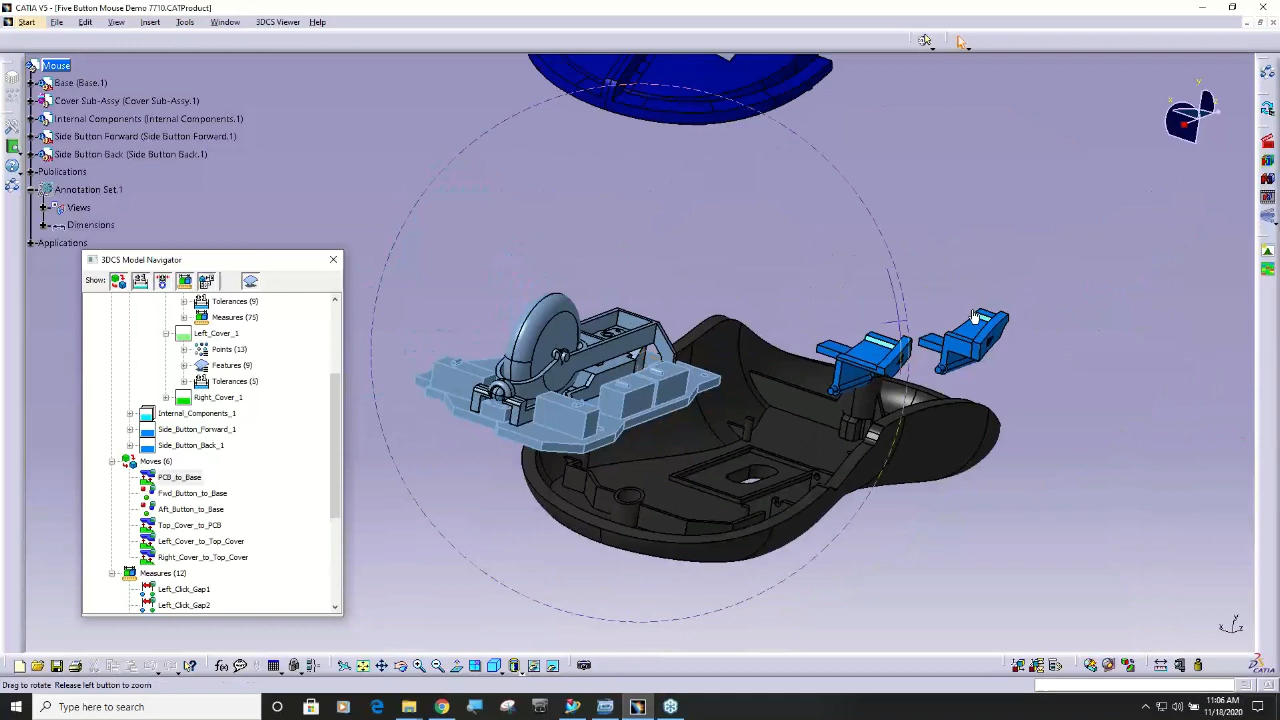 CATIA V5 - [Five Button Mouse Demo 7710.CATProduct]
Start File Edit View Insert Tools Window 3DCS Viewer Help
Mouse
Base (Base.1)
Cover Sub-Assy (Cover Sub-Assy.1)
Internal Components (Internal Components.1)
Side Button Forward (Side Button Forward.1)
Side Button Back (Side Button Back.1)
Publications
Annotation Set.1
Views
Dimensions
Applications
3DCS Model Navigator
Show:
Tolerances (9)
Measures (75)
Left_Cover_1
Points (13)
Features (9)
Tolerances (5)
Right_Cover_1
Internal_Components_1
Side_Button_Forward_1
Side_Button_Back_1
Moves (6)
PCB_to_Base
Fwd_Button_to_Base
Aft_Button_to_Base
Top_Cover_to_PCB
Left_Cover_to_Top_Cover
Right_Cover_to_Top_Cover
Measures (12)
Left_Click_Gap1
Left_Click_Gap2
f(x)
CATIA
Drag to rotate Release left button to zoom
Type here to search
11:06 AM
11/18/2020